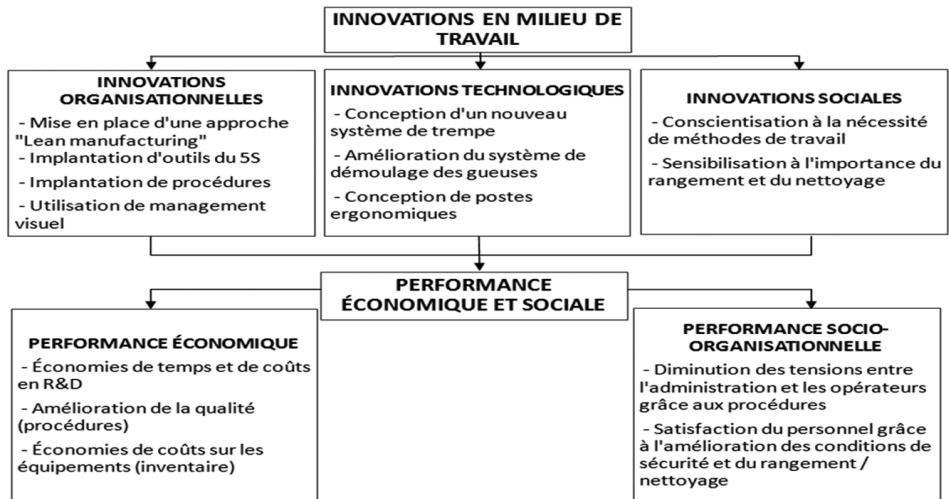 INNOVATIONS EN MILIEU DE
TRAVAIL
INNOVATIONS
ORGANISATIONNELLES
- Mise en place d'une approche
"Lean manufacturing"
- Implantation d'outils du 5S
- Implantation de procédures
- Utilisation de management
visuel
INNOVATIONS TECHNOLOGIQUES
- Conception d'un nouveau
système de trempe
- Amélioration du système de
démoulage des gueuses
- Conception de postes
ergonomiques
INNOVATIONS SOCIALES
- Conscientisation à la nécessité
de méthodes de travail
- Sensibilisation à l'importance du
rangement et du nettoyage
PERFORMANCE
ÉCONOMIQUE ET SOCIALE
PERFORMANCE ÉCONOMIQUE
- Économies de temps et de coûts
en R&D
- Amélioration de la qualité
(procédures)
- Économies de coûts sur les
équipements (inventaire)
PERFORMANCE SOCIO-
ORGANISATIONNELLE
- Diminution des tensions entre
l'administration et les opérateurs
grâce aux procédures
- Satisfaction du personnel grâce
à l'amélioration des conditions de
sécurité et du rangement /
nettoyage